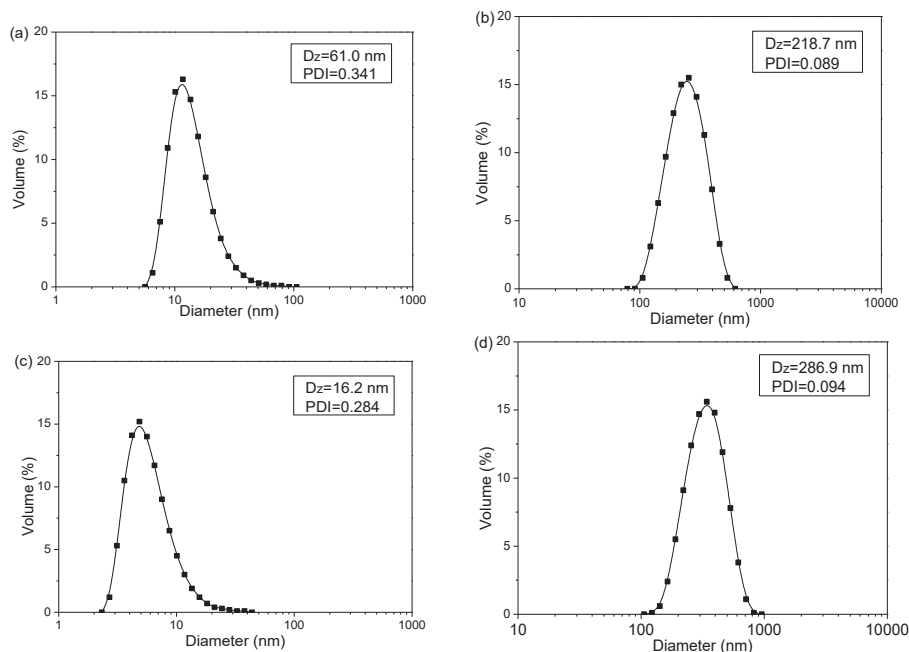 (a)
Dz=61.0 nm
PDI=0.341
Volume (%)
20
15
10
5
0
1
10
100
1000
Diameter (nm)
(b)
Dz=218.7 nm
PDI=0.089
Volume (%)
20
15
10
5
0
10
100
1000
10000
Diameter (nm)
(c)
Dz=16.2 nm
PDI=0.284
Volume (%)
20
15
10
5
0
1
10
100
1000
Diameter (nm)
(d)
Dz=286.9 nm
PDI=0.094
Volume (%)
20
15
10
5
0
10
100
1000
10000
Diameter (nm)